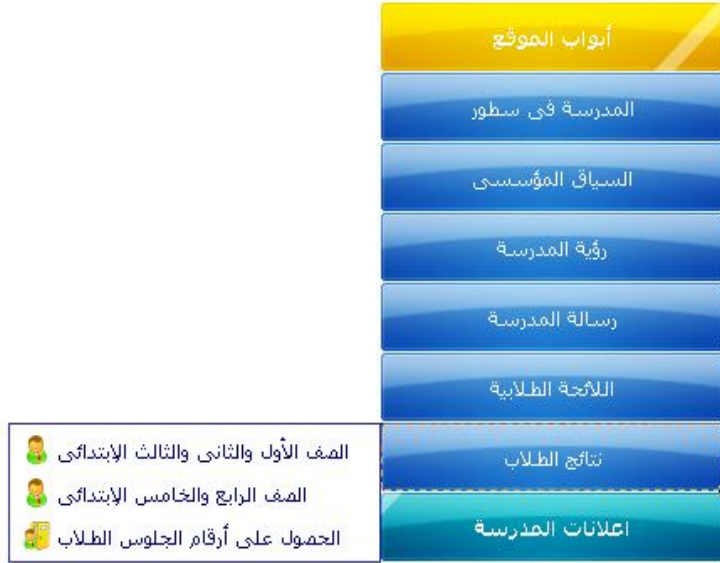 أبواب الموقع
المدرسة فى سطور
السياق المؤسسى
رؤية المدرسة
رسالة المدرسة
اللائحة الطلابية
نتائج الطلاب
الصف الأول والثانى والثالث الإبتدائى
الصف الرابع والخامس الإبتدائى
الحصول على أرقام الجلوس الطلاب
اعلانات المدرسة